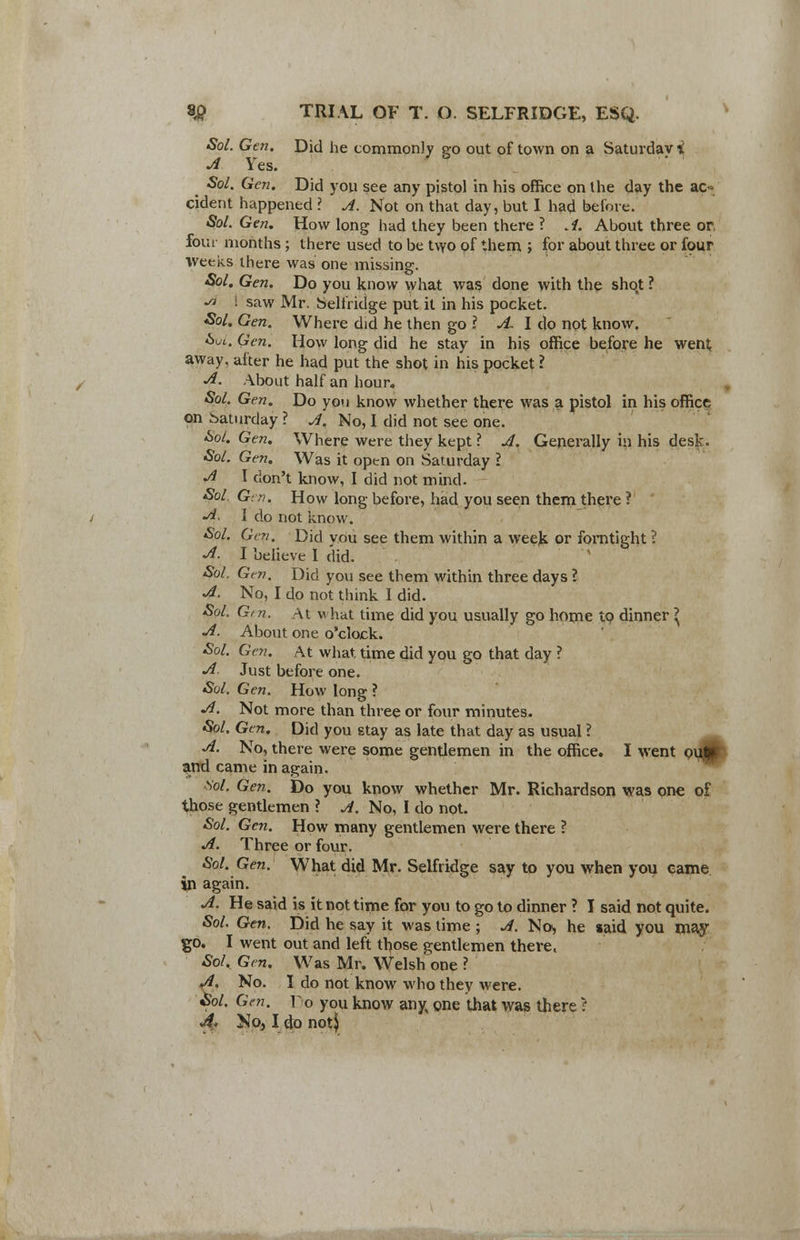 TRIAL OF T. O. SELFRIDGE, ESQ.
Sol. Gen. Did he commonly go out of town on a Saturday?
A Yes.
Sol. Gen. Did you see any pistol in his office on the day the ac-
cident happened? A. Not on that day, but I had before.
Sol. Gen. How long had they been there? A. About three or
four months; there used to be two of them; for about three or four
weeks there was one missing.
Sol. Gen. Do you know what was done with the shot?
A I saw Mr. Selfridge put it in his pocket.
Sol. Gen. Where did he then go? A. I do not know.
Sol. Gen. How long did he stay in his office before he went
away, after he had put the shot in his pocket?
A. About half an hour.
Sol. Gen. Do you know whether there was a pistol in his office
on Saturday? A. No, I did not see one.
Sol. Gen. Where were they kept? A. Generally in his desk.
Sol. Gen. Was it open on Saturday?
A I don't know, I did not mind.
Sol. Gen. How long before, had you seen them there?
A. I do not know.
Sol. Gen. Did you see them within a week or forntight?
A. I believe I did.
Sol. Gen. Did you see them within three days?
A. No, I do not think I did.
Sol. Gen. At what time did you usually go home to dinner?
A. About one o'clock.
Sol. Gen. At what time did you go that day?
A. Just before one.
Sol. Gen. How long?
A. Not more than three or four minutes.
Sol. Gen. Did you stay as late that day as usual?
A. No, there were some gentlemen in the office. I went out
and came in again.
Sol. Gen. Do you know whether Mr. Richardson was one of
those gentlemen? A. No, I do not.
Sol. Gen. How many gentlemen were there?
A. Three or four.
Sol. Gen. What did Mr. Selfridge say to you when you came
in again.
A. He said is it not time for you to go to dinner? I said not quite.
Sol. Gen. Did he say it was time; A. No, he said you may
go. I went out and left those gentlemen there.
Sol. Gen. Was Mr. Welsh one?
A. No. I do not know who they were.
Sol. Gen. Do you know any one that was there?
A. No, I do not;